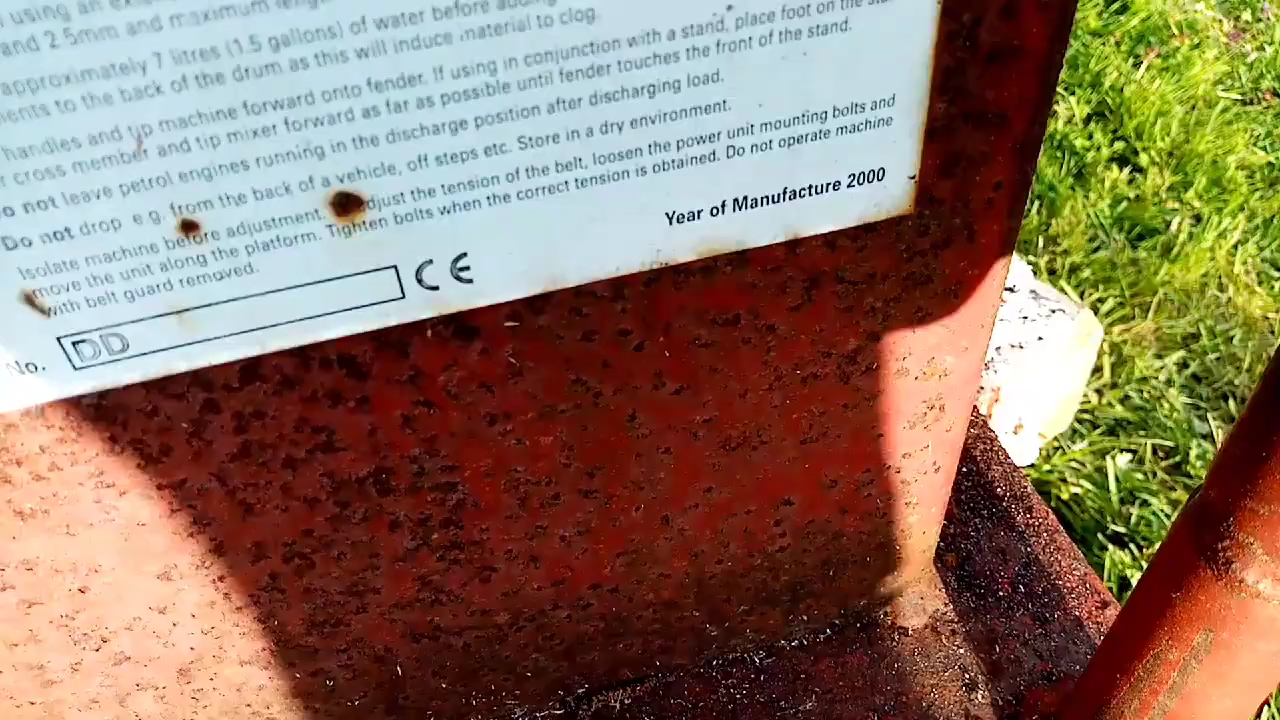 using an
and 2.5mm and maximum length
approximately 7 litres (1.5 gallons) of water before adding
ents to the back of the drum as this will induce material to clog.
handles and tip machine forward onto fender. If using in conjunction with a stand, place foot on the
cross member and tip mixer forward as far as possible until fender touches the front of the stand.
o not leave petrol engines running in the discharge position after discharging load.
Do not drop e.g. from the back of a vehicle, off steps etc. Store in a dry environment.
Isolate machine before adjustment. adjust the tension of the belt, loosen the power unit mounting bolts and
move the unit along the platform. Tighten bolts when the correct tension is obtained. Do not operate machine
with belt guard removed.
Year of Manufacture 2000
No. DD CE